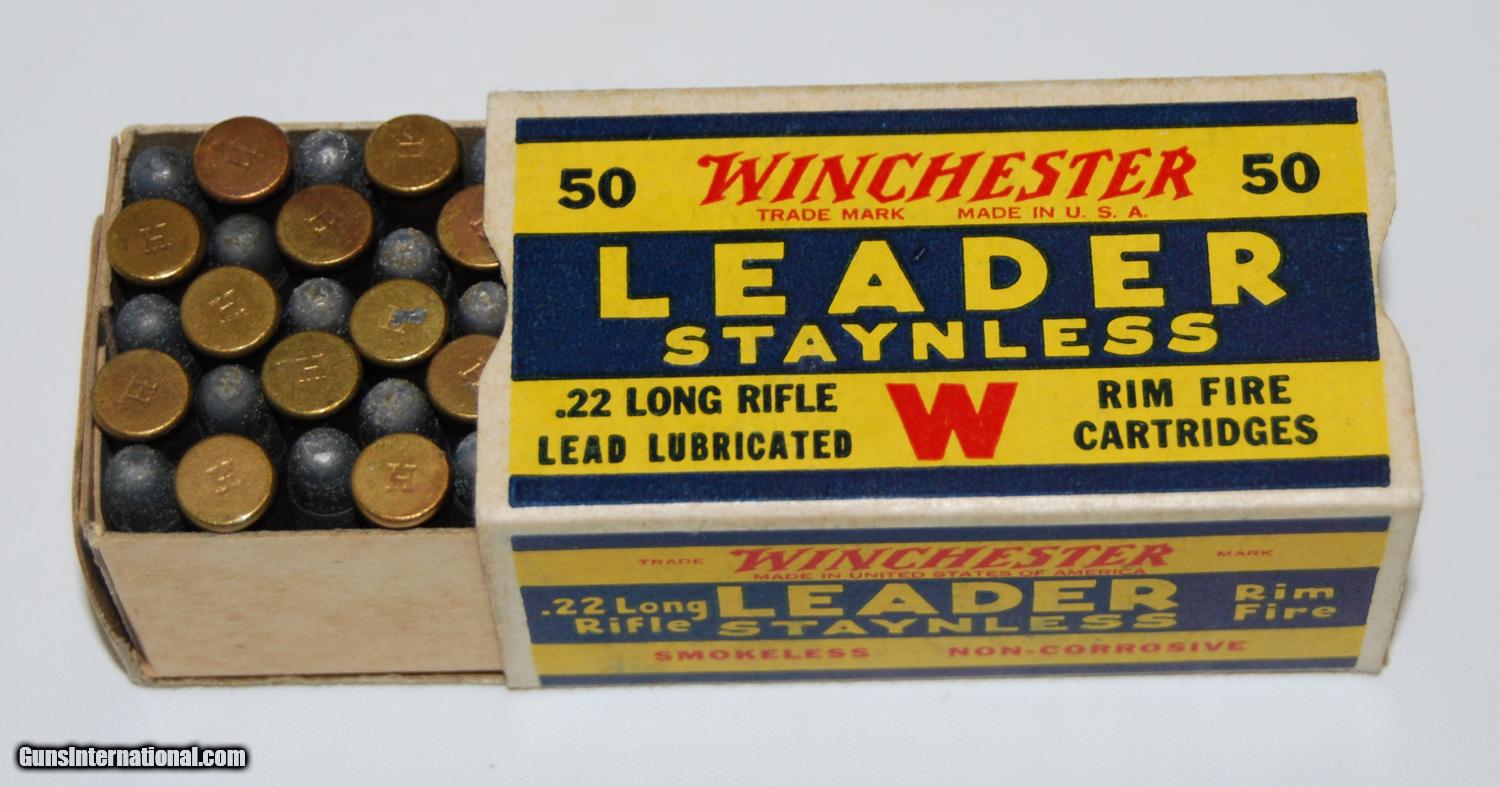 50 WINCHESTER 50
TRADE MARK MADE IN U. S. A.
LEADER
STAYNLESS
.22 LONG RIFLE W RIM FIRE
LEAD LUBRICATED CARTRIDGES
TRADE WINCHESTER MARK
MADE IN UNITED STATES OF AMERICA
.22 Long LEADER Rim
Rifle STAYNLESS Fire
SMOKELESS NON-CORROSIVE
H
H
H
H
H
H
H
H
H
GunsInternational.com